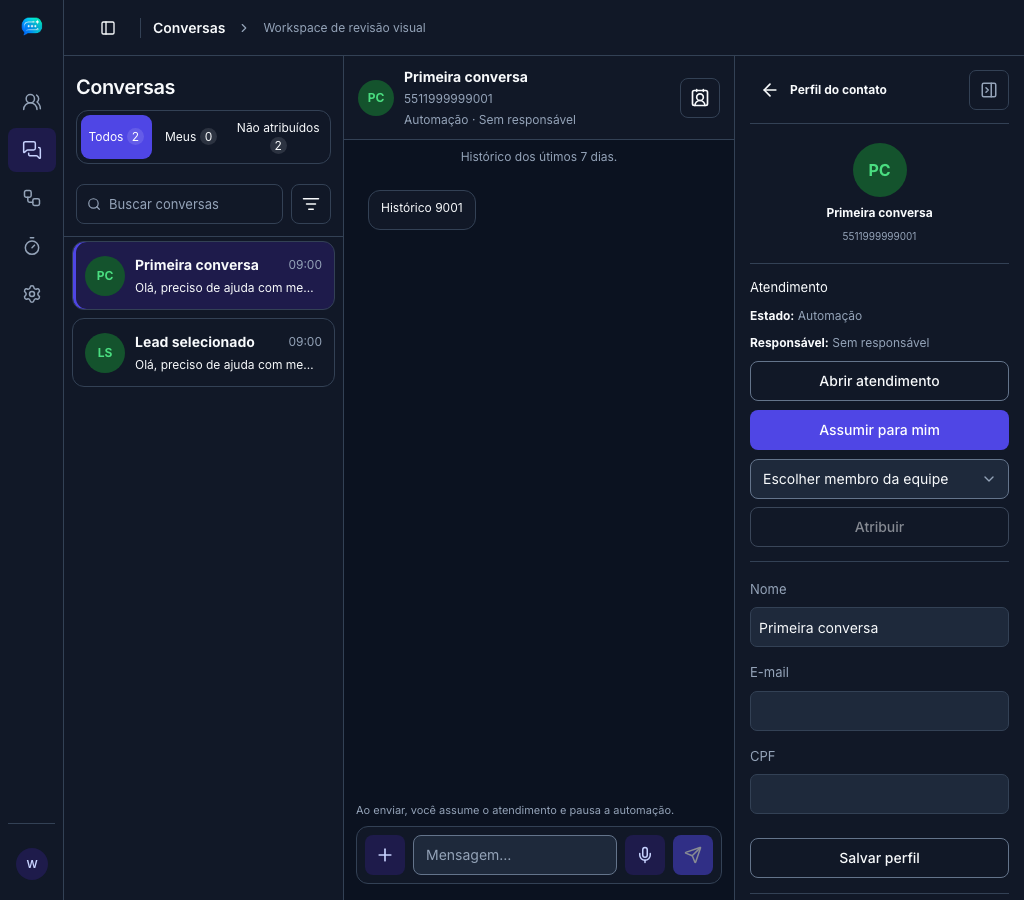 Conversas
Workspace de revisão visual
Conversas
Todos 2
Meus 0
Não atribuídos
2
Buscar conversas
PC
Primeira conversa
09:00
Olá, preciso de ajuda com me...
LS
Lead selecionado
09:00
Olá, preciso de ajuda com me...
W
PC
Primeira conversa
5511999999001
Automação · Sem responsável
Histórico dos útimos 7 dias.
Histórico 9001
Ao enviar, você assume o atendimento e pausa a automação.
Mensagem...
Perfil do contato
PC
Primeira conversa
5511999999001
Atendimento
Estado: Automação
Responsável: Sem responsável
Abrir atendimento
Assumir para mim
Escolher membro da equipe
Atribuir
Nome
Primeira conversa
E-mail
CPF
Salvar perfil